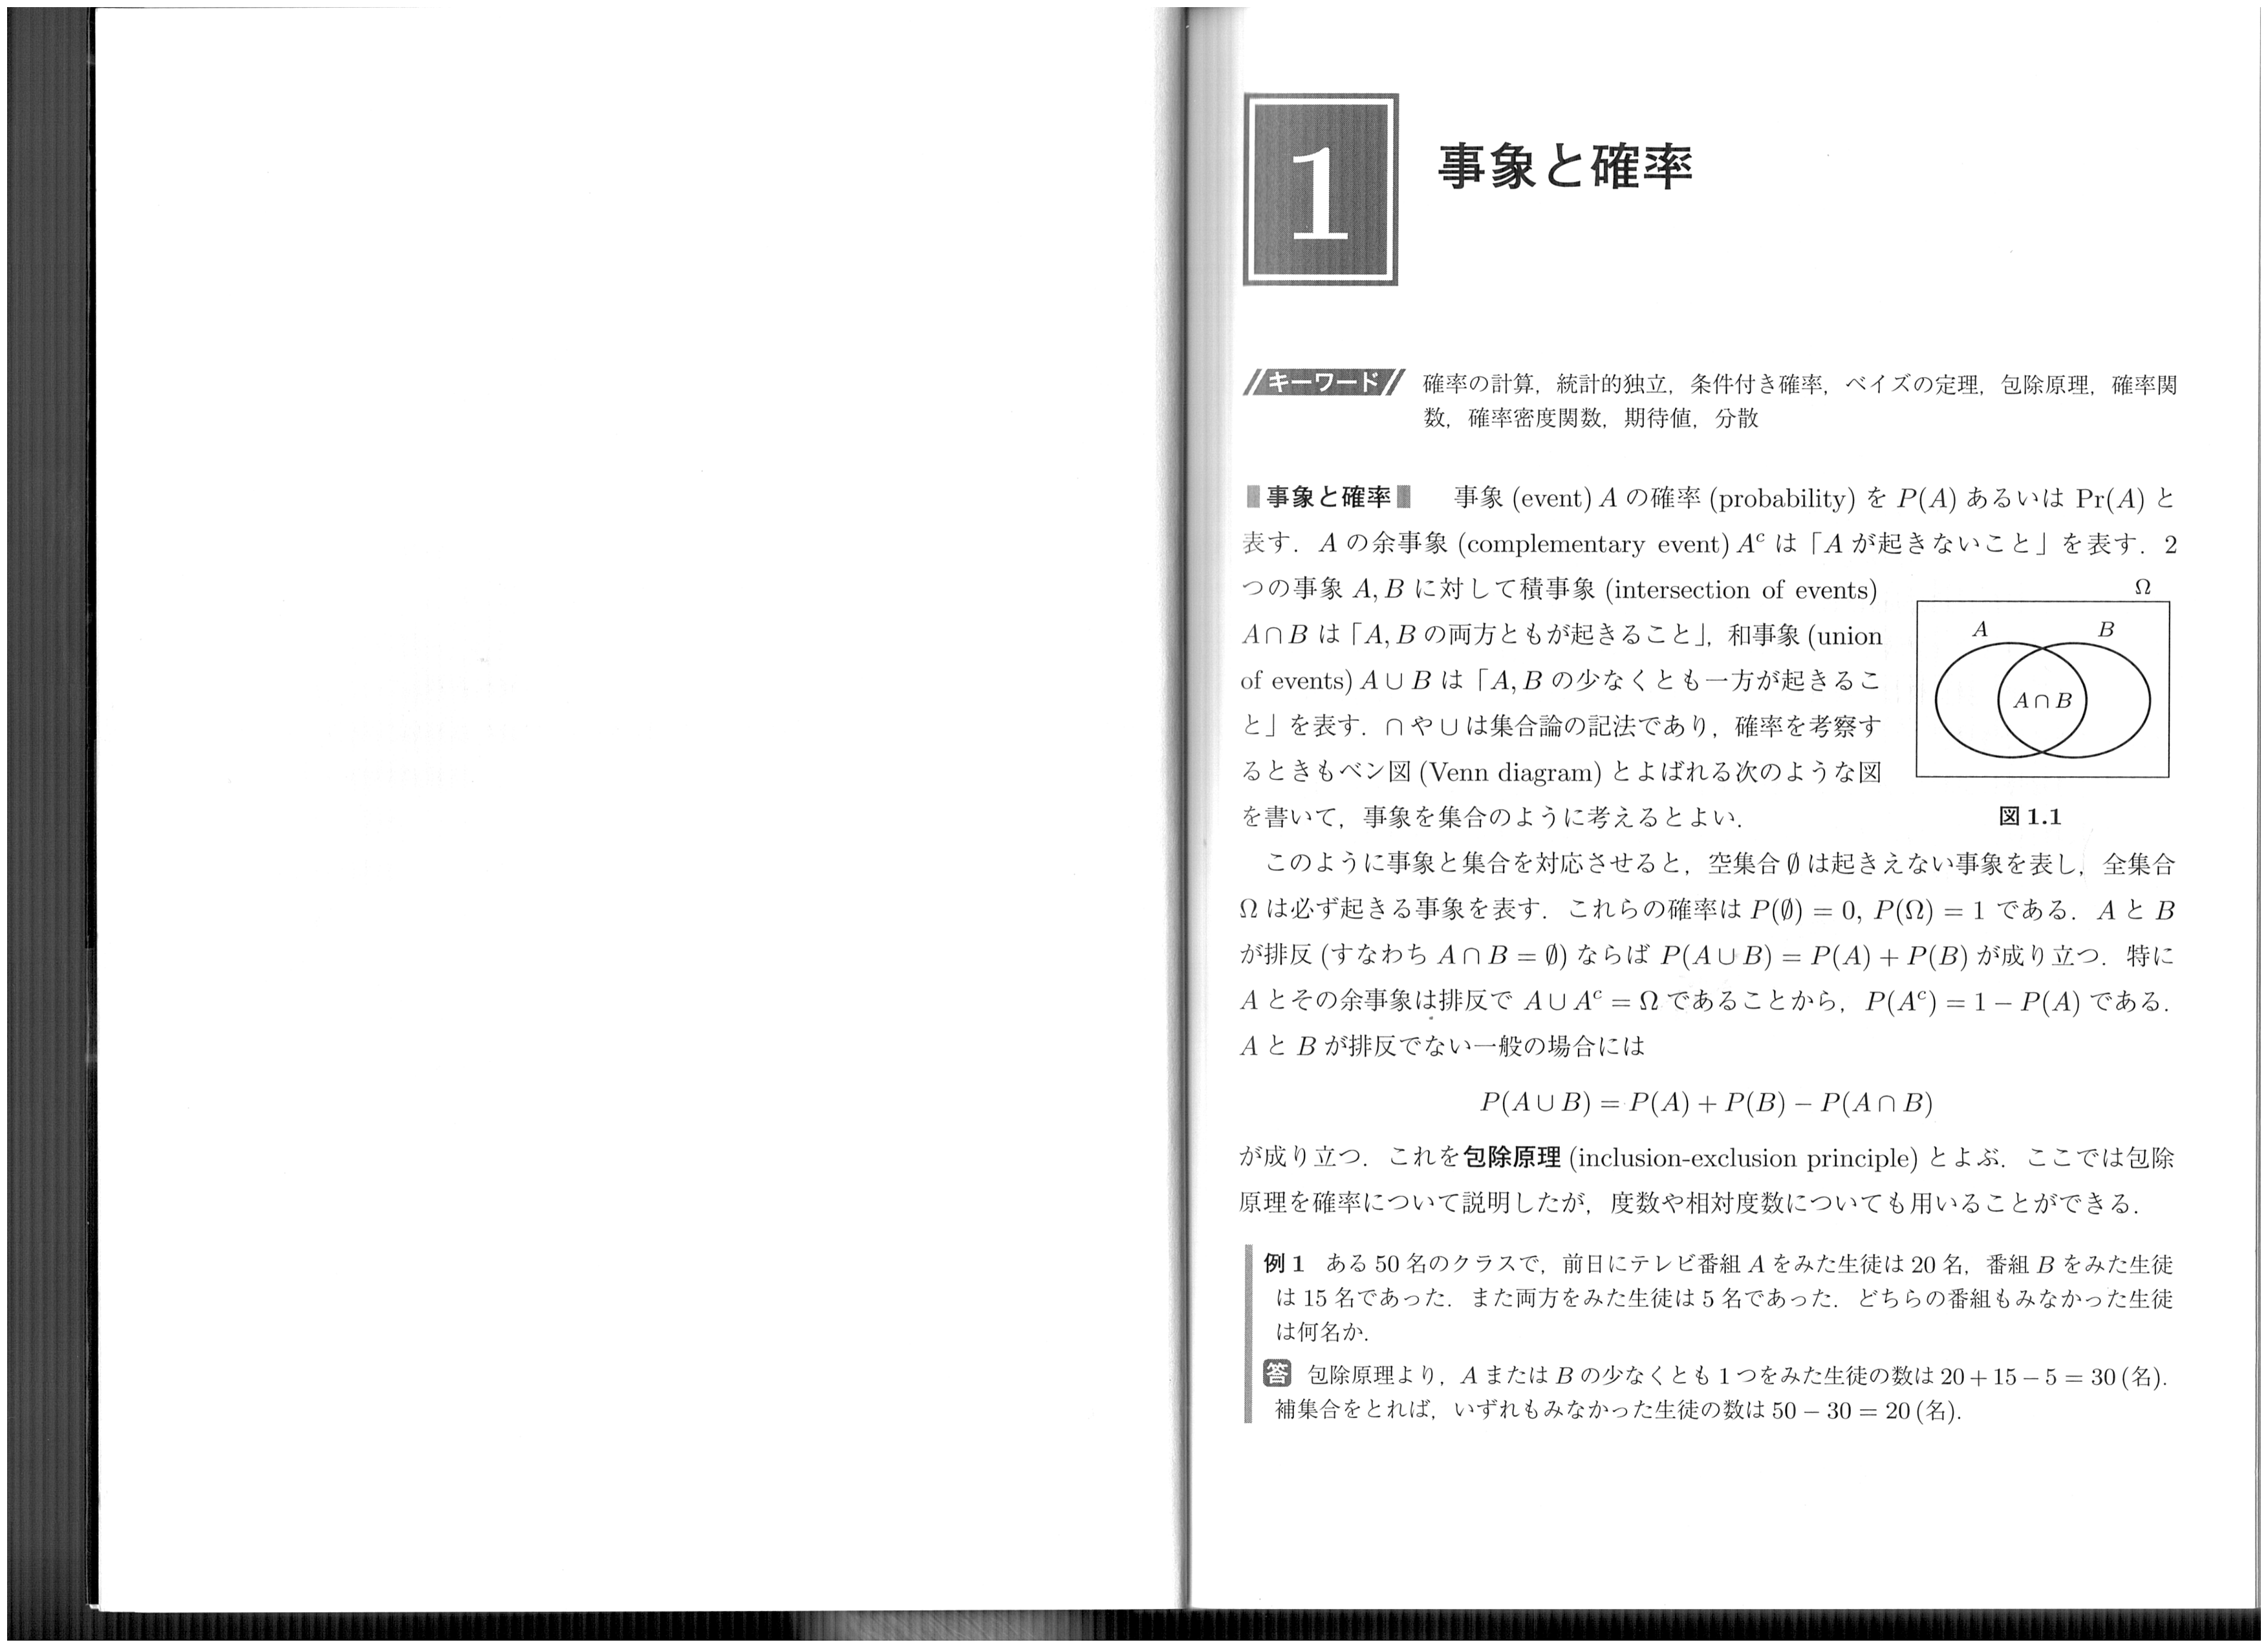 1
事象と確率
キーワード 確率の計算，統計的独立，条件付き確率，ベイズの定理，包除原理，確率関
数，確率密度関数，期待値，分散
事象と確率 事象 (event) A の確率 (probability) を P(A) あるいは Pr(A) と
表す．A の余事象 (complementary event) Aᶜ は「A が起きないこと」を表す．2
つの事象 A, B に対して積事象 (intersection of events)
A∩B は「A, B の両方ともが起きること」，和事象 (union
of events) A∪B は「A, B の少なくとも一方が起きるこ
と」を表す．∩や∪は集合論の記法であり，確率を考察す
るときもベン図 (Venn diagram) とよばれる次のような図
を書いて，事象を集合のように考えるとよい．
Ω
A B
A∩B
図 1.1
このように事象と集合を対応させると，空集合 ∅ は起きえない事象を表し，全集合
Ω は必ず起きる事象を表す．これらの確率は P(∅) = 0, P(Ω) = 1 である．A と B
が排反 (すなわち A∩B = ∅) ならば P(A∪B) = P(A) + P(B) が成り立つ．特に
A とその余事象は排反で A∪Aᶜ = Ω であることから，P(Aᶜ) = 1 − P(A) である．
A と B が排反でない一般の場合には
P(A∪B) = P(A) + P(B) − P(A∩B)
が成り立つ．これを包除原理 (inclusion-exclusion principle) とよぶ．ここでは包除
原理を確率について説明したが，度数や相対度数についても用いることができる．
例 1 ある 50 名のクラスで，前日にテレビ番組 A をみた生徒は 20 名，番組 B をみた生徒
は 15 名であった．また両方をみた生徒は 5 名であった．どちらの番組もみなかった生徒
は何名か．
答 包除原理より，A または B の少なくとも 1 つをみた生徒の数は 20 + 15 − 5 = 30 (名)．
補集合をとれば，いずれもみなかった生徒の数は 50 − 30 = 20 (名)．